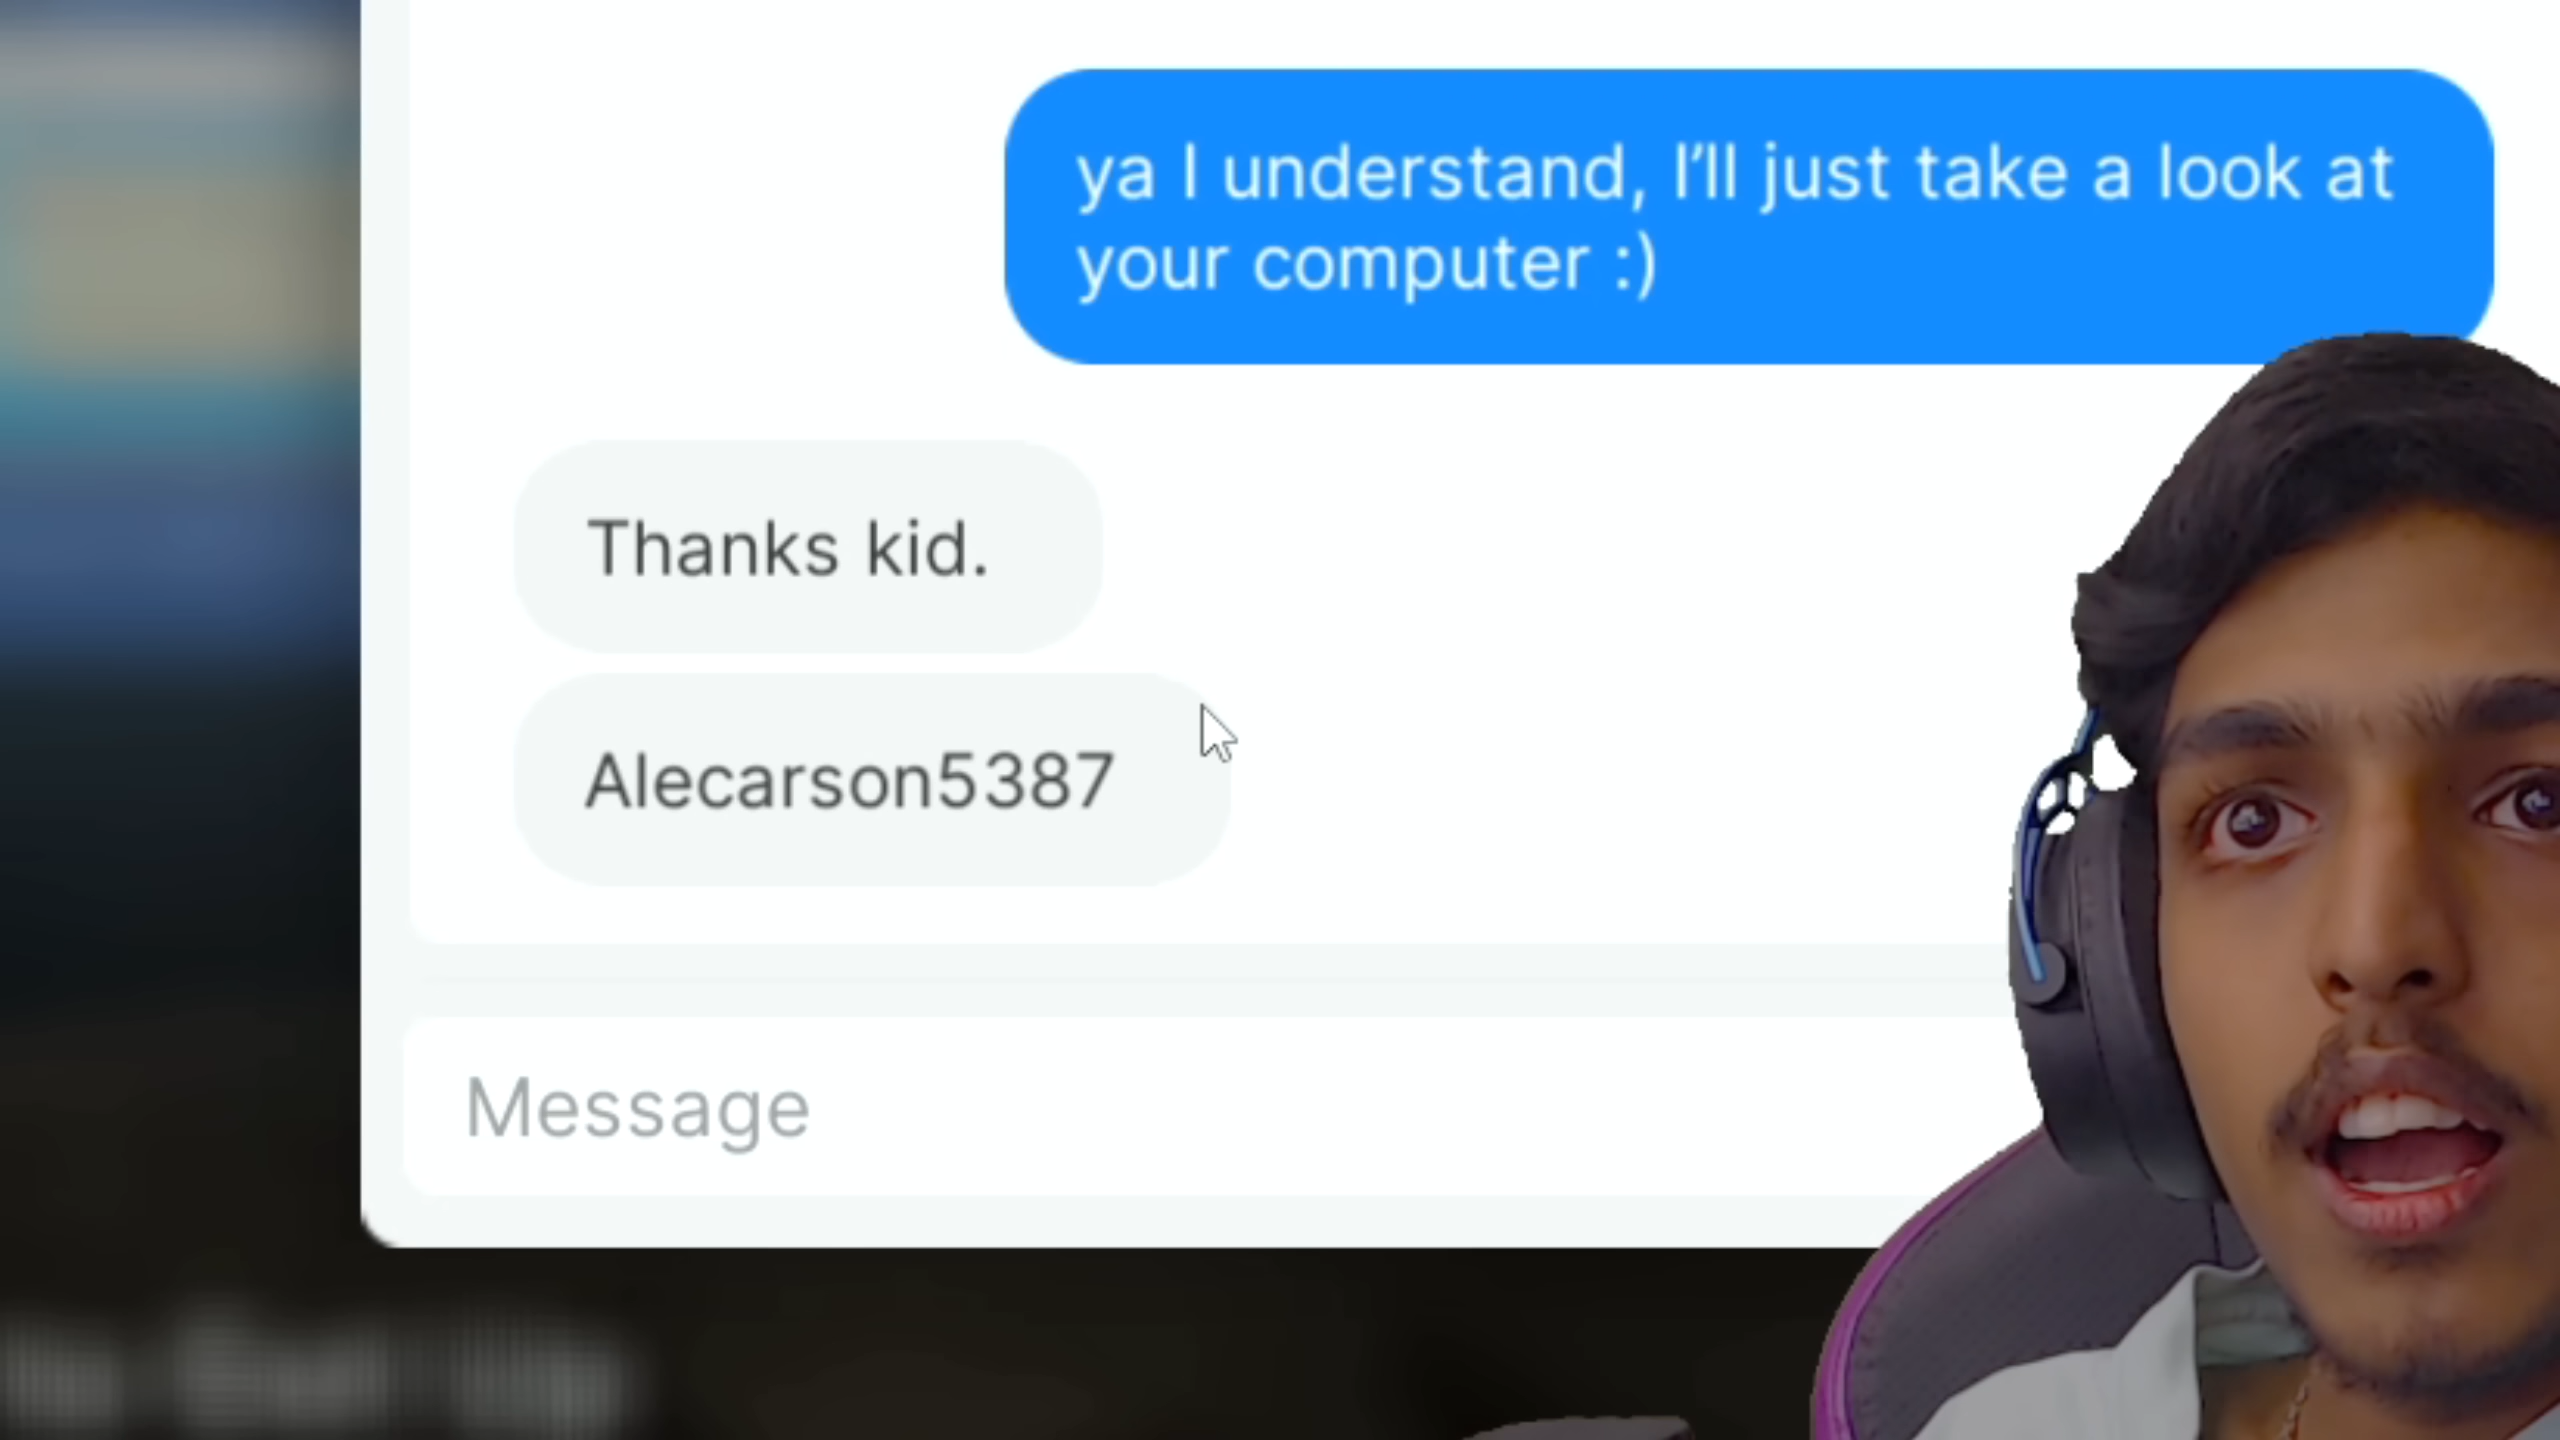 ya I understand, I'll just take a look at
your computer :)
Thanks kid.
Alecarson5387
Message